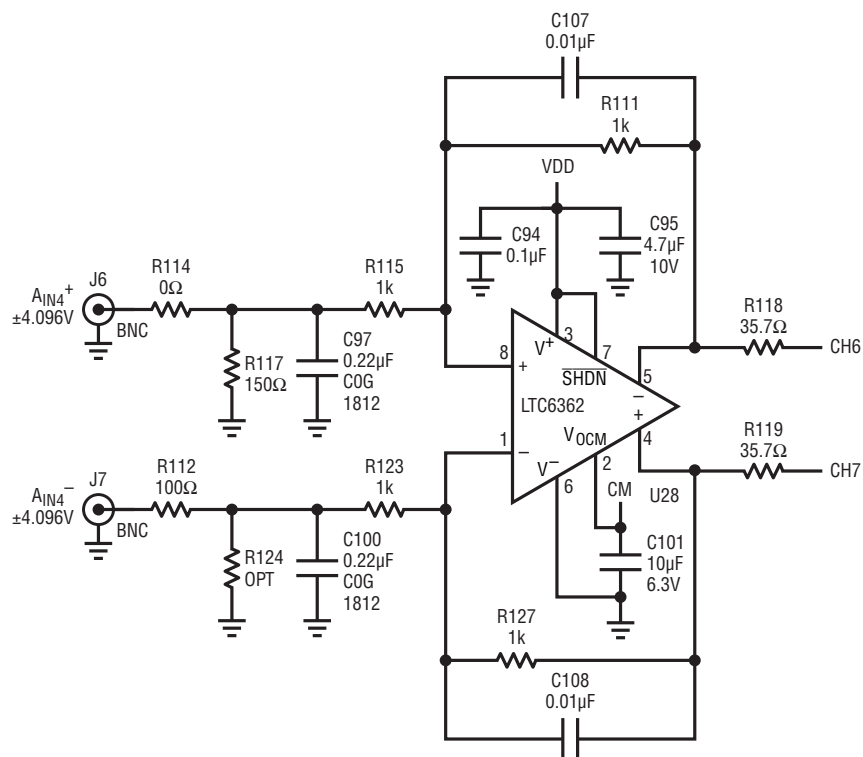 C107
0.01µF
R111
1k
VDD
C94
0.1µF
C95
4.7µF
10V
AIN4+
±4.096V
J6
BNC
R114
0Ω
R117
150Ω
C97
0.22µF
C0G
1812
R115
1k
8
+
V+
3
7
SHDN
LTC6362
5
–
+
4
VOCM
1
–
V–
6
2
CM
U28
R118
35.7Ω
CH6
R119
35.7Ω
CH7
AIN4–
±4.096V
J7
BNC
R112
100Ω
R124
OPT
C100
0.22µF
C0G
1812
R123
1k
C101
10µF
6.3V
R127
1k
C108
0.01µF